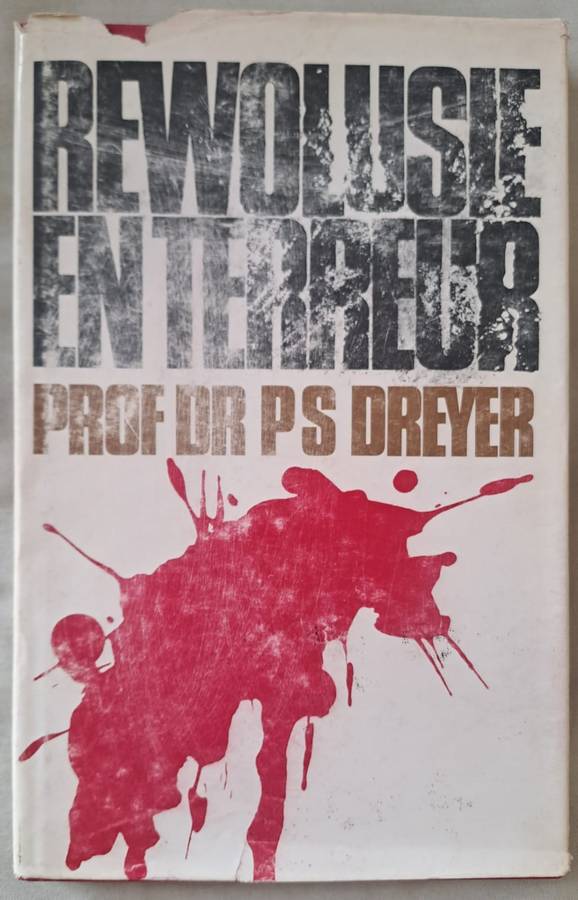 REWOLUSIE
EN TERREUR
PROF DR P S DREYER